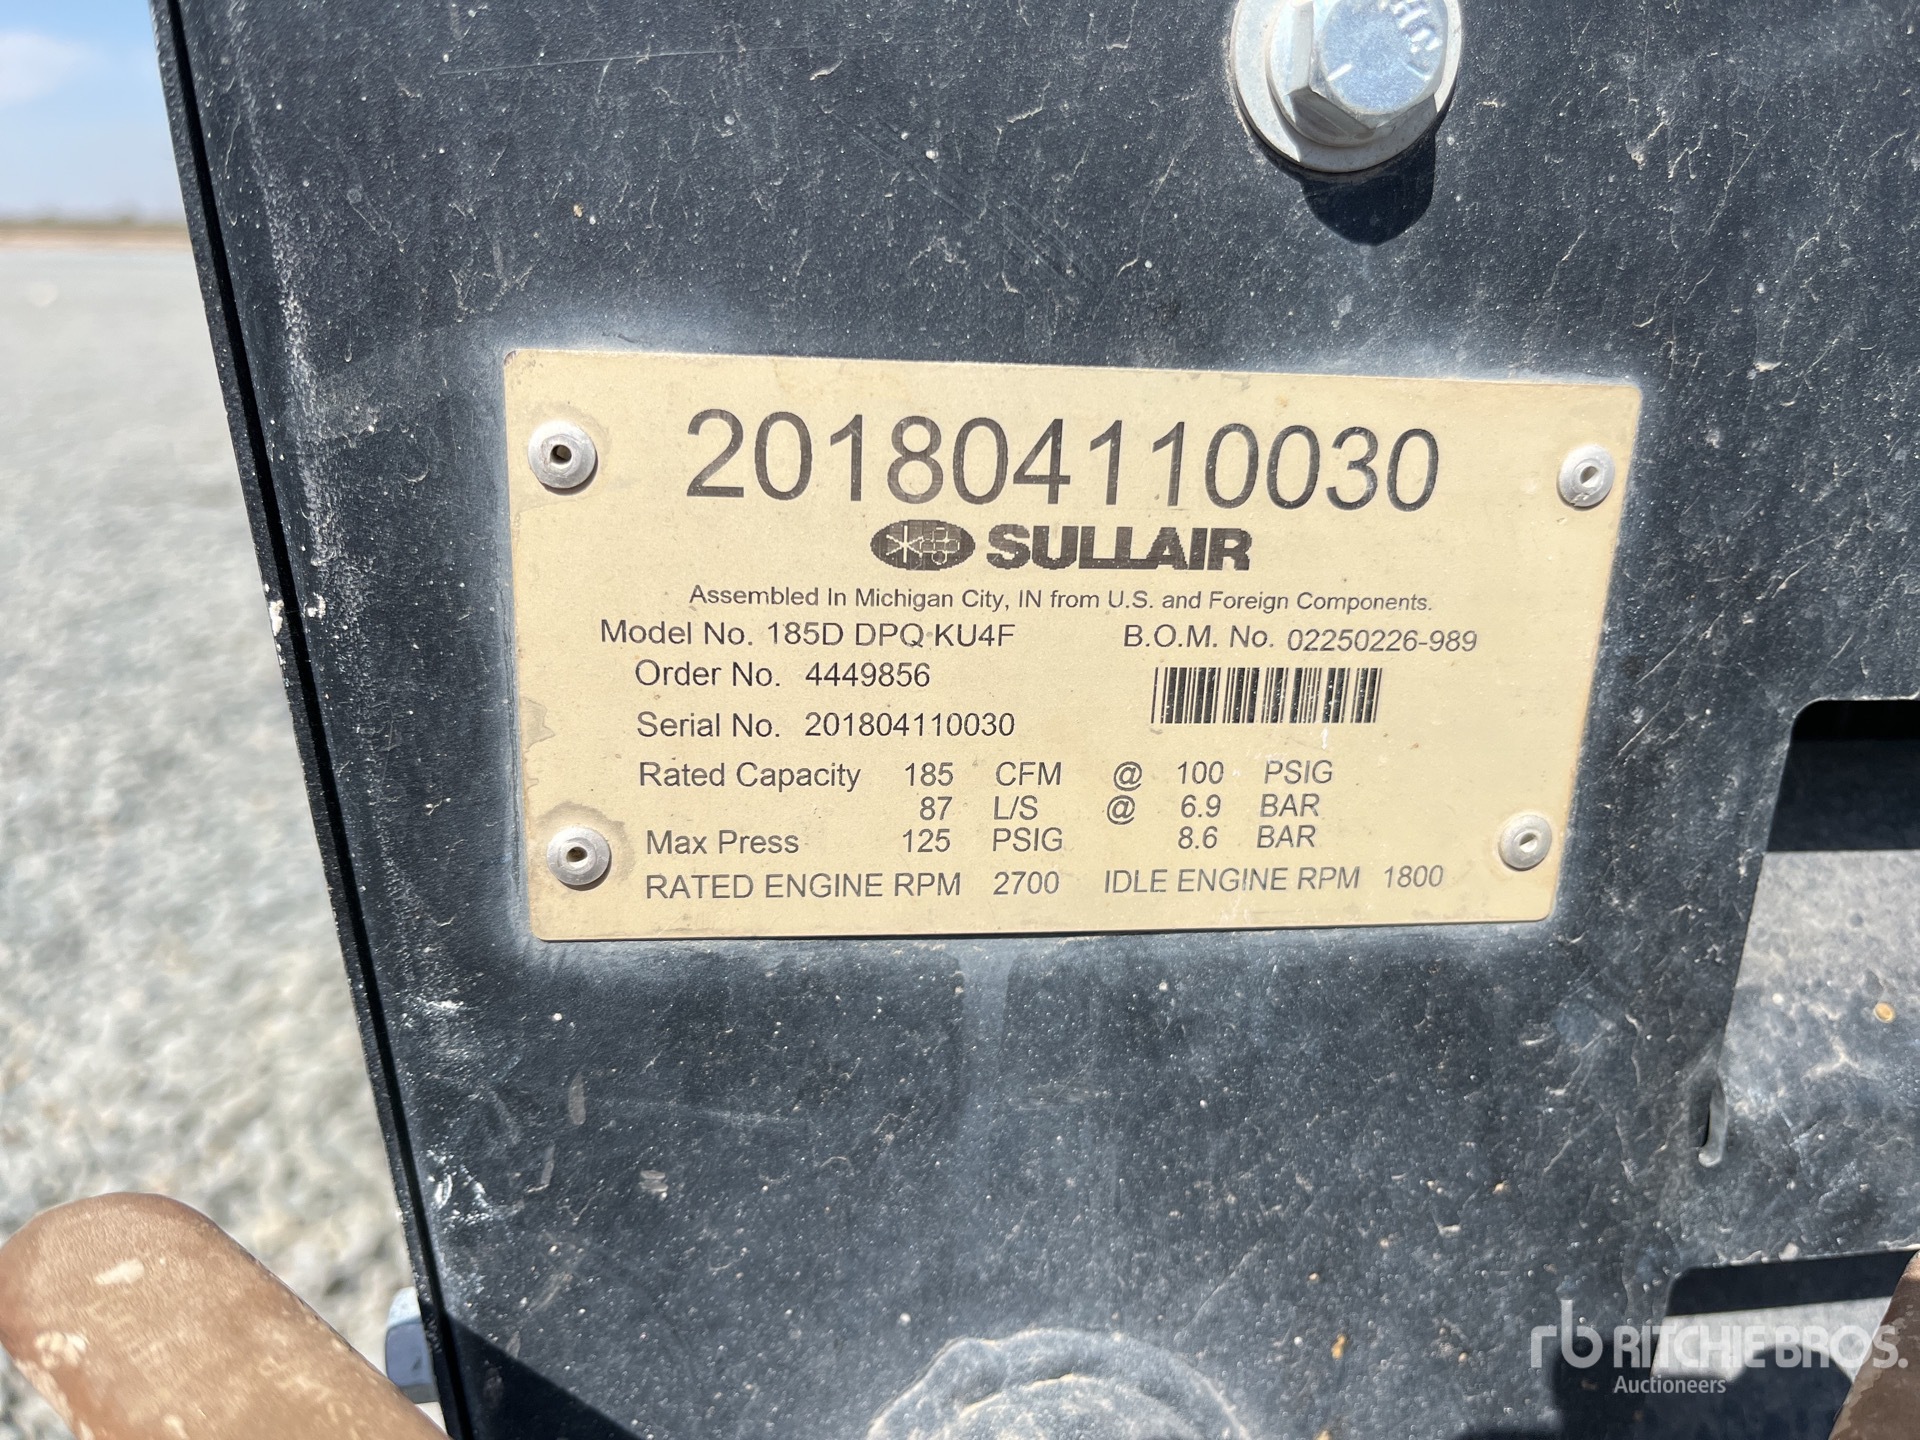 201804110030
SULLAIR
Assembled In Michigan City, IN from U.S. and Foreign Components.
Model No. 185D DPQ KU4F B.O.M. No. 02250226-989
Order No. 4449856
Serial No. 201804110030
Rated Capacity 185 CFM @ 100 PSIG
87 L/S @ 6.9 BAR
Max Press 125 PSIG 8.6 BAR
RATED ENGINE RPM 2700 IDLE ENGINE RPM 1800
rb RITCHIE BROS.
Auctioneers